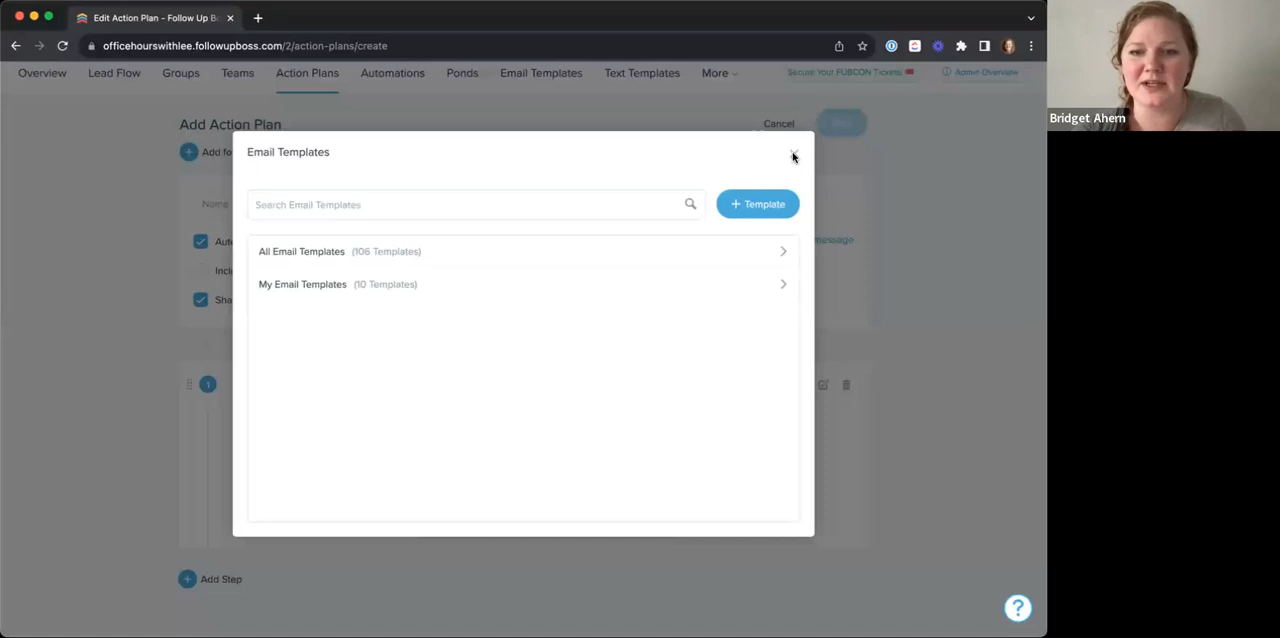 Edit Action Plan - Follow Up B
officehourswithlee.followupboss.com/2/action-plans/create
Overview Lead Flow Groups Teams Action Plans Automations Ponds Email Templates Text Templates More Secure Your FUBCON Tickets Admin Overview
Add Action Plan Cancel
Email Templates
Add fo
Name
Search Email Templates + Template
Aut
message
All Email Templates (106 Templates)
Incl
My Email Templates (10 Templates)
Sha
1
+ Add Step
?
Bridget Ahern